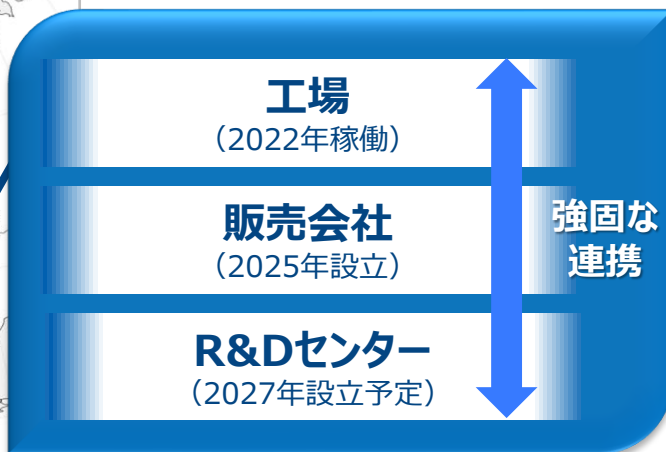 工場
（2022年稼働）
販売会社
（2025年設立）
R&Dセンター
（2027年設立予定）
強固な
連携